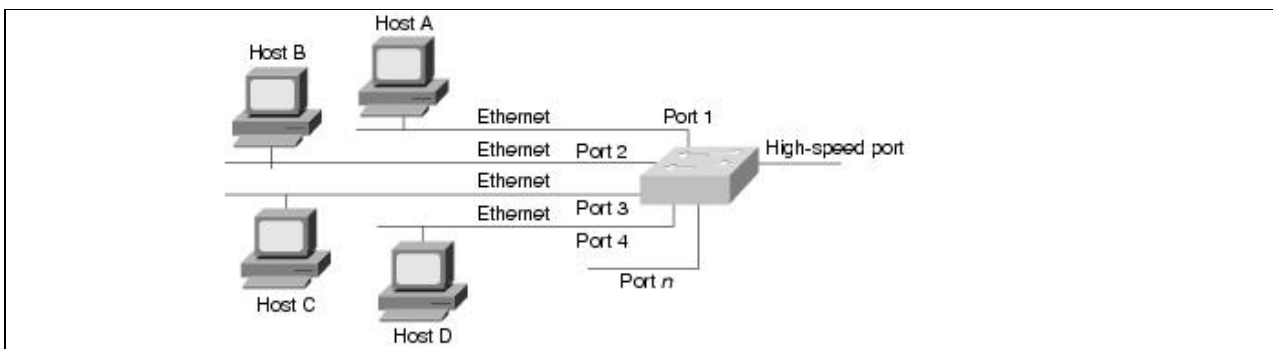 Host A
Host B
Ethernet
Port 1
Ethernet
Port 2
High-speed port
Ethernet
Port 3
Ethernet
Port 4
Port n
Host C
Host D